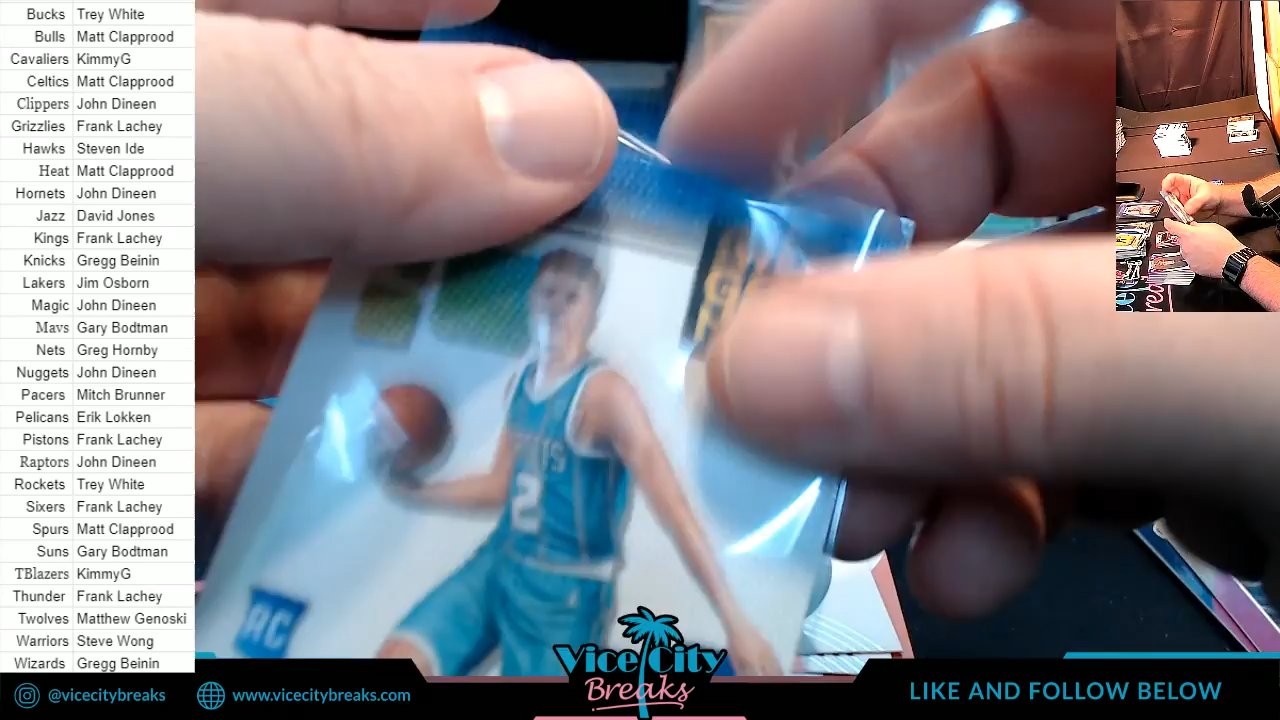 Bucks Trey White
Bulls Matt Clapprood
Cavaliers KimmyG
Celtics Matt Clapprood
Clippers John Dineen
Grizzlies Frank Lachey
Hawks Steven Ide
Heat Matt Clapprood
Hornets John Dineen
Jazz David Jones
Kings Frank Lachey
Knicks Gregg Beinin
Lakers Jim Osborn
Magic John Dineen
Mavs Gary Bodtman
Nets Greg Hornby
Nuggets John Dineen
Pacers Mitch Brunner
Pelicans Erik Lokken
Pistons Frank Lachey
Raptors John Dineen
Rockets Trey White
Sixers Frank Lachey
Spurs Matt Clapprood
Suns Gary Bodtman
TBlazers KimmyG
Thunder Frank Lachey
Twolves Matthew Genoski
Warriors Steve Wong
Wizards Gregg Beinin
2
RC
Vice City
Breaks
@vicecitybreaks
www.vicecitybreaks.com
LIKE AND FOLLOW BELOW